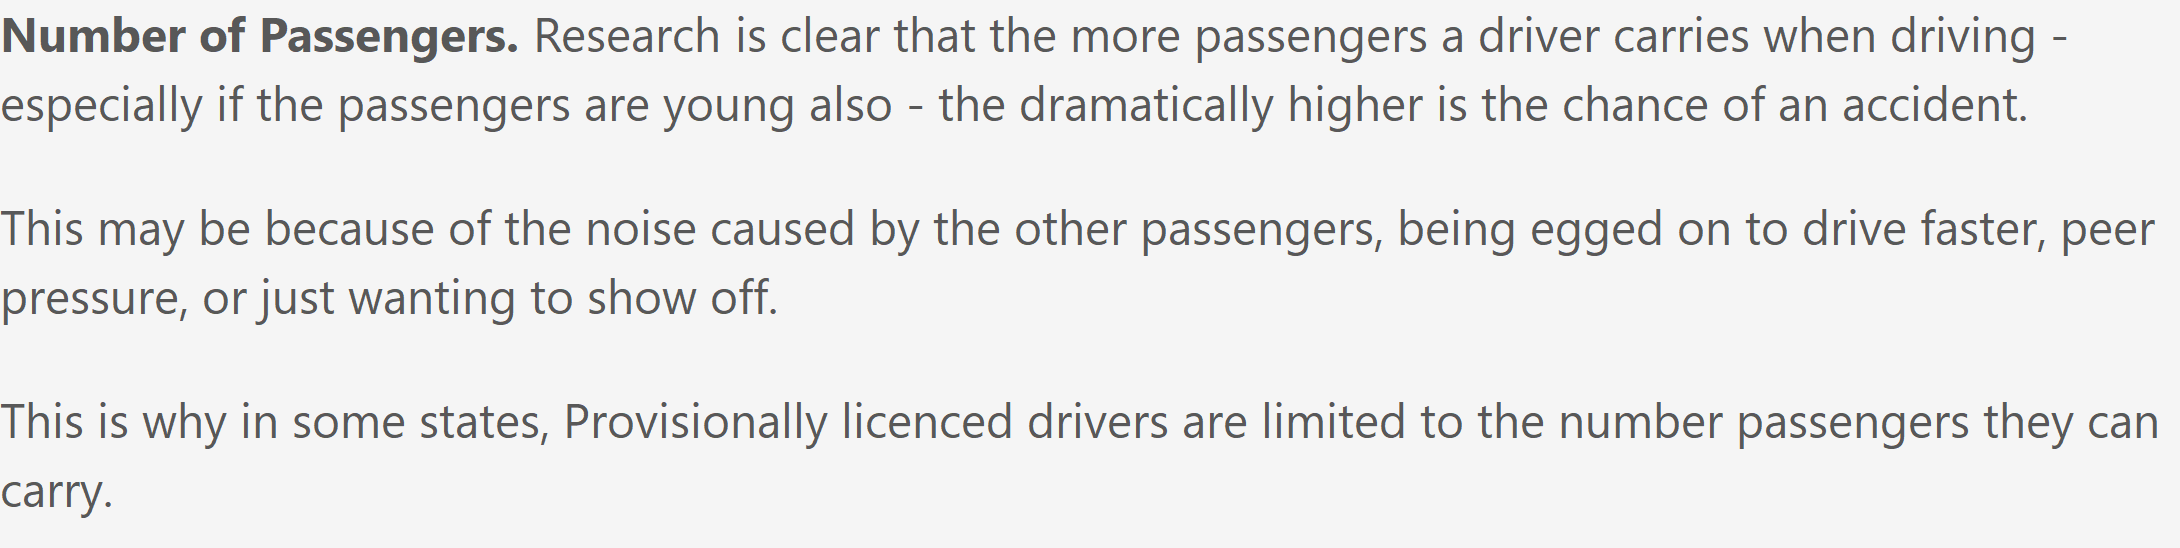 Number of Passengers. Research is clear that the more passengers a driver carries when driving -
especially if the passengers are young also - the dramatically higher is the chance of an accident.
This may be because of the noise caused by the other passengers, being egged on to drive faster, peer
pressure, or just wanting to show off.
This is why in some states, Provisionally licenced drivers are limited to the number passengers they can
carry.